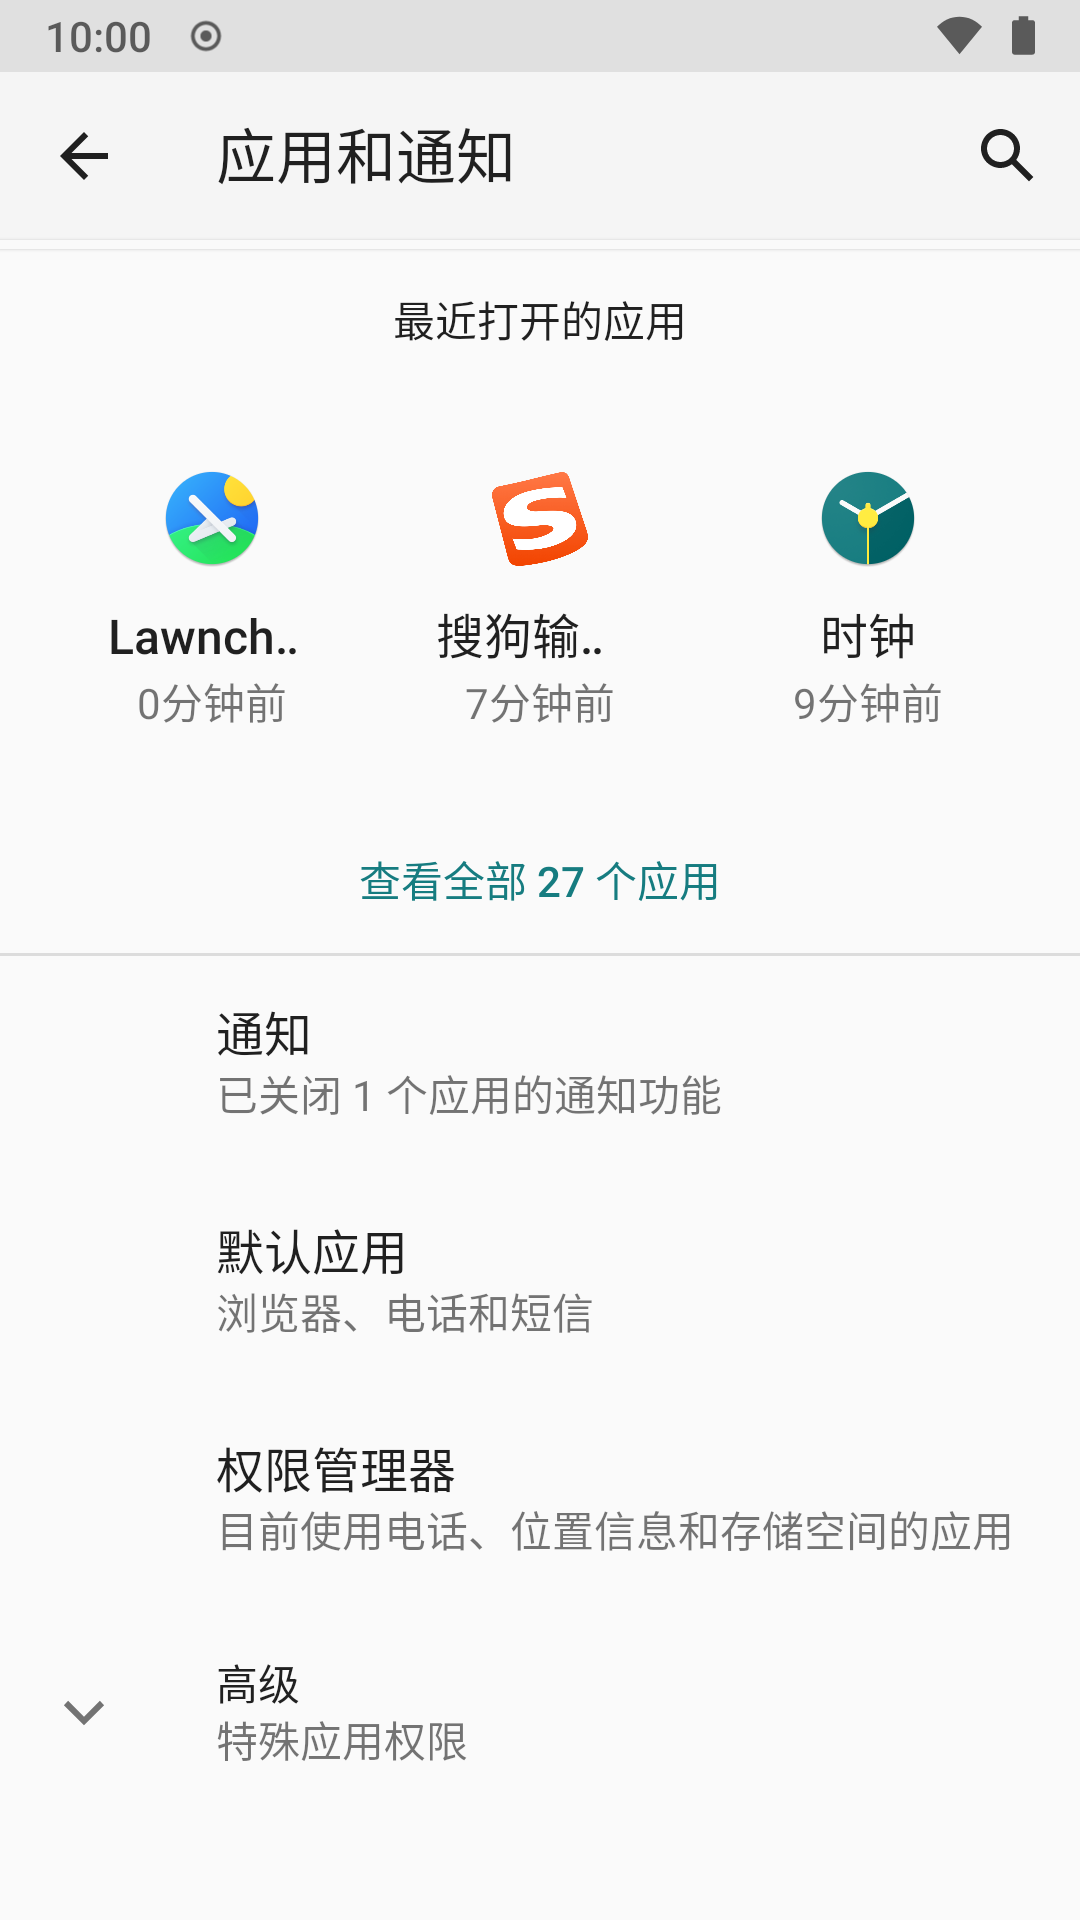 10:00
应用和通知
最近打开的应用
Lawnch..
搜狗输..
时钟
0分钟前
7分钟前
9分钟前
查看全部 27 个应用
通知
已关闭 1 个应用的通知功能
默认应用
浏览器、电话和短信
权限管理器
目前使用电话、位置信息和存储空间的应用
高级
特殊应用权限